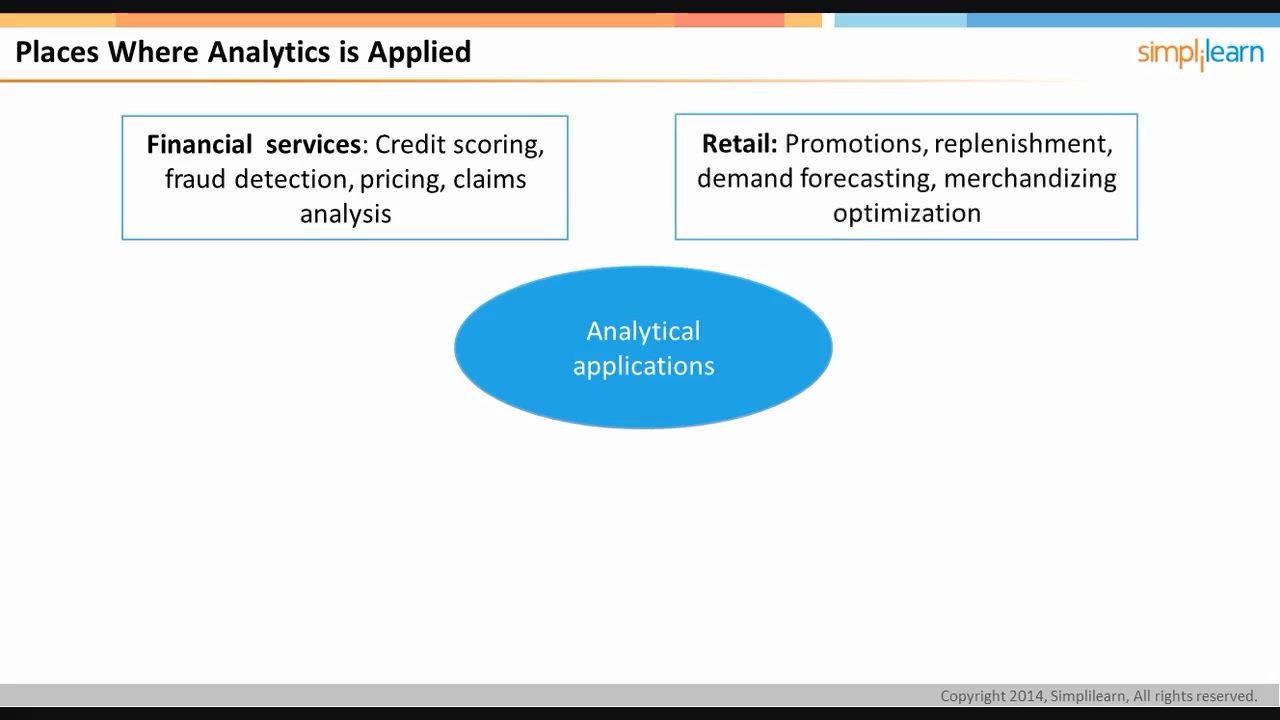 Places Where Analytics is Applied
simplilearn
Financial services: Credit scoring,
fraud detection, pricing, claims
analysis
Retail: Promotions, replenishment,
demand forecasting, merchandizing
optimization
Analytical
applications
Copyright 2014, Simplilearn, All rights reserved.